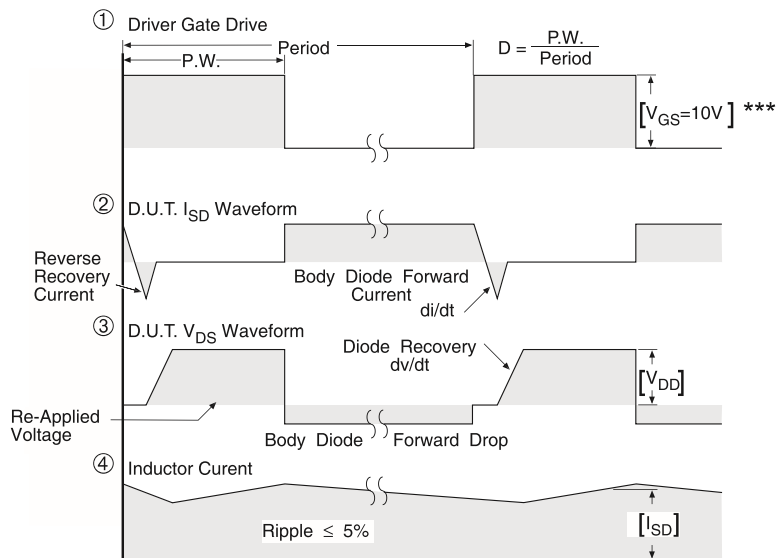 ① Driver Gate Drive
Period
P.W.
D = P.W. / Period
[VGS=10V] ***
② D.U.T. ISD Waveform
Reverse
Recovery
Current
Body Diode Forward
Current
di/dt
③ D.U.T. VDS Waveform
Diode Recovery
dv/dt
[VDD]
Re-Applied
Voltage
Body Diode Forward Drop
④ Inductor Curent
Ripple ≤ 5%
[ISD]